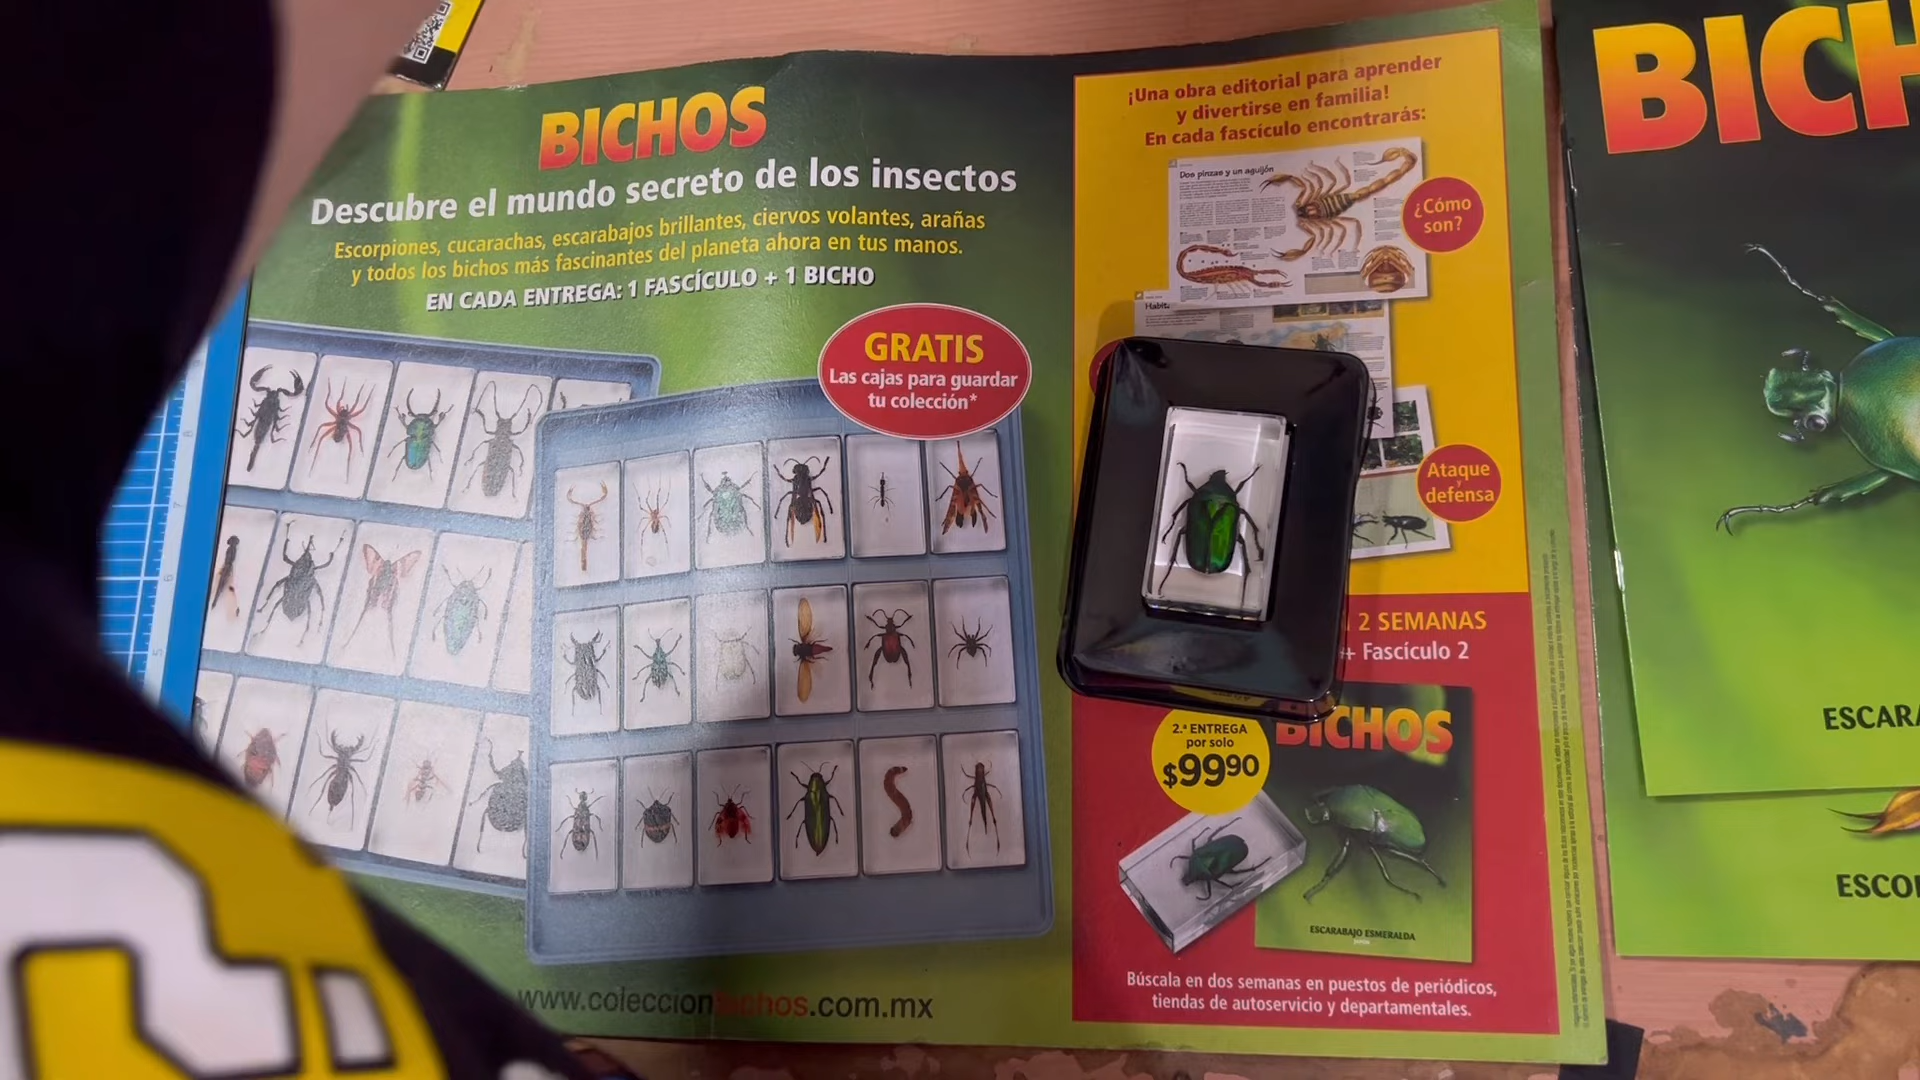 BICHOS
Descubre el mundo secreto de los insectos
Escorpiones, cucarachas, escarabajos brillantes, ciervos volantes, arañas
y todos los bichos más fascinantes del planeta ahora en tus manos.
EN CADA ENTREGA: 1 FASCÍCULO + 1 BICHO
GRATIS
Las cajas para guardar
tu colección*
www.coleccionbichos.com.mx
¡Una obra editorial para aprender
y divertirse en familia!
En cada fascículo encontrarás:
Dos pinzas y un aguijón
¿Cómo
son?
Ataque
y
defensa
2 SEMANAS
+ Fascículo 2
2.ª ENTREGA
por solo
$9990
BICHOS
ESCARABAJO ESMERALDA
Búscala en dos semanas en puestos de periódicos,
tiendas de autoservicio y departamentales.
BICH
ESCARA
ESCO